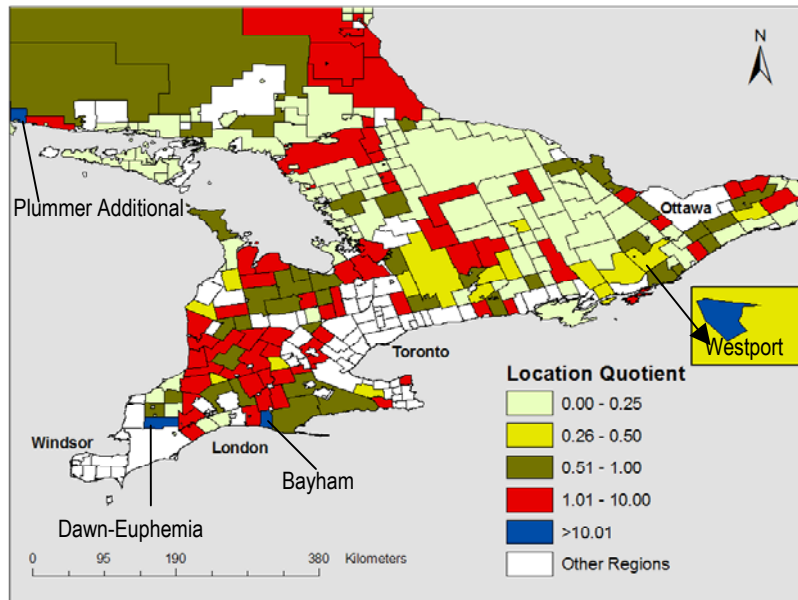 N
Plummer Additional
Ottawa
Westport
Toronto
Location Quotient
0.00 - 0.25
0.26 - 0.50
0.51 - 1.00
1.01 - 10.00
>10.01
Other Regions
Windsor
London
Bayham
Dawn-Euphemia
0 95 190 380 Kilometers